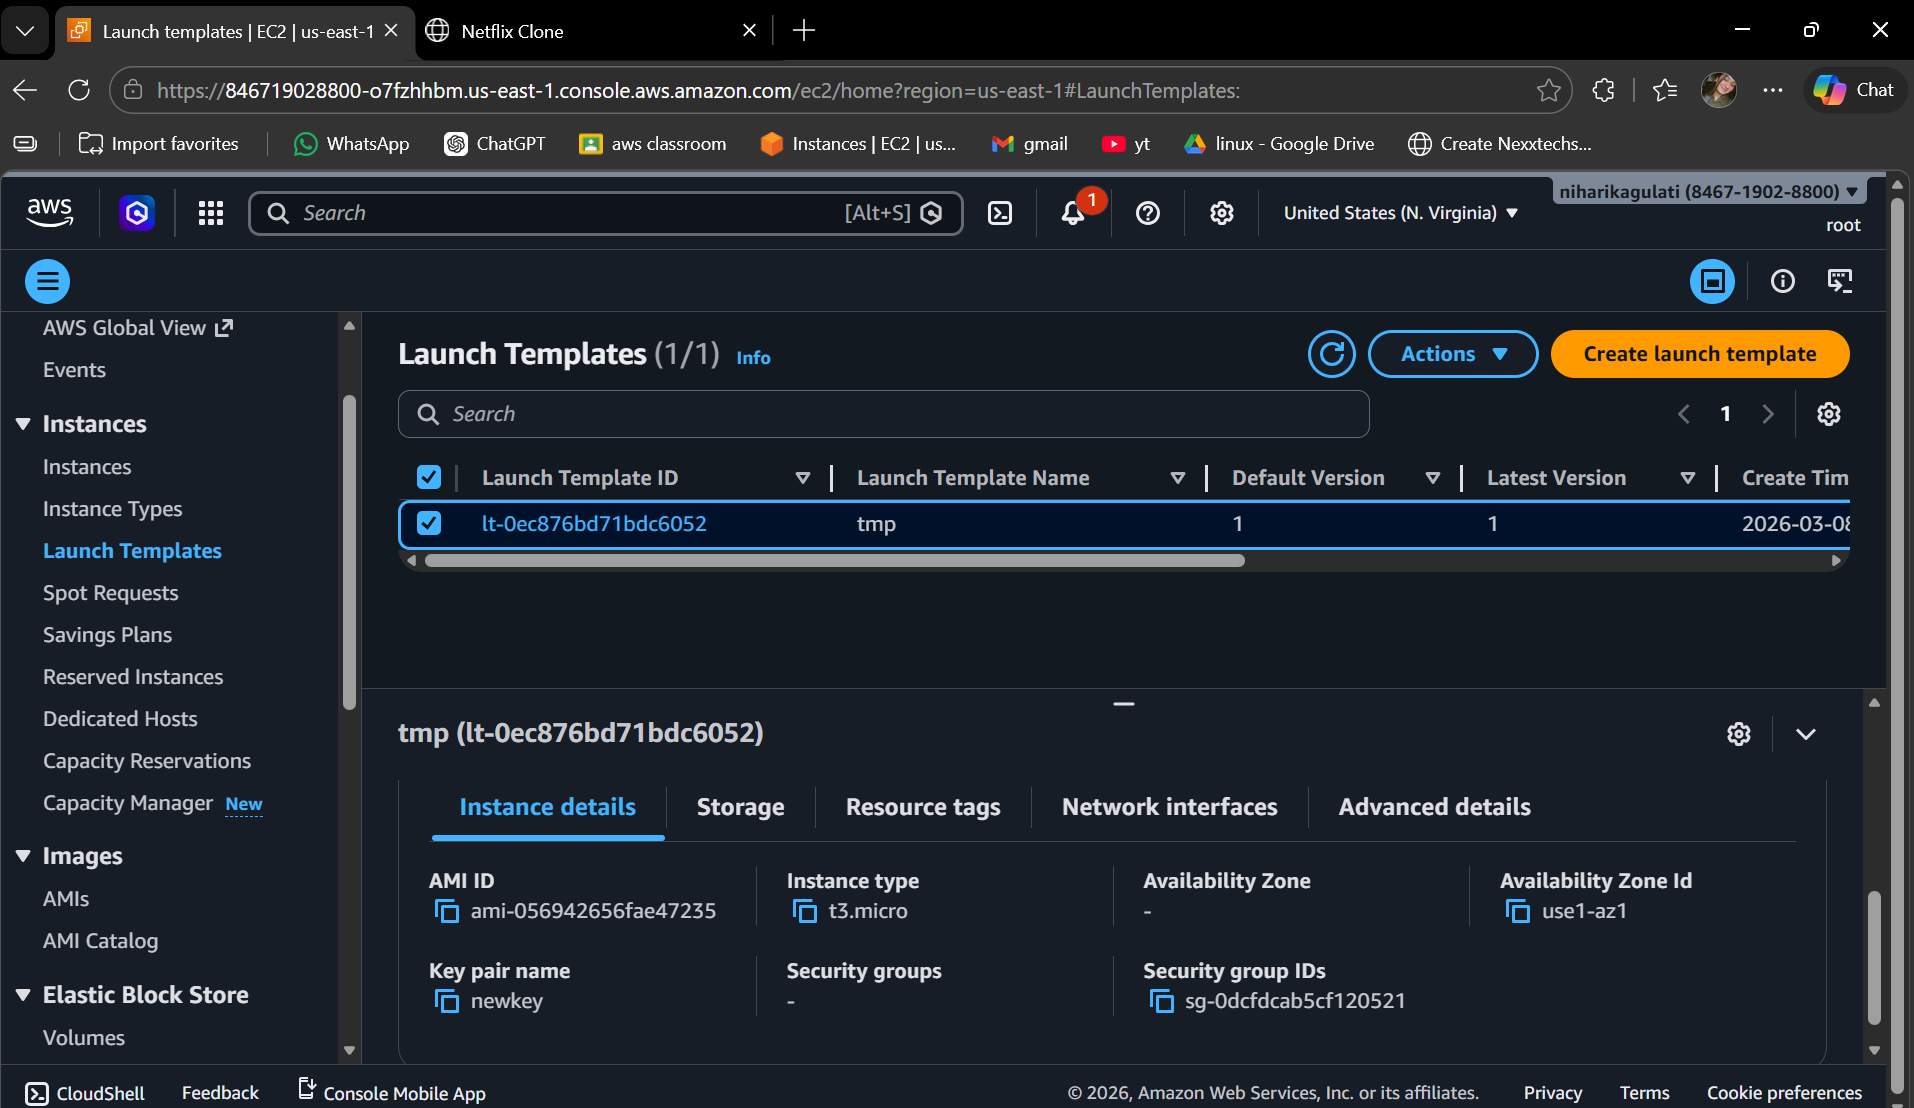 Launch templates | EC2 | us-east-1
Netflix Clone
https://846719028800-o7fzhhbm.us-east-1.console.aws.amazon.com/ec2/home?region=us-east-1#LaunchTemplates:
Chat
Import favorites
WhatsApp
ChatGPT
aws classroom
Instances | EC2 | us...
gmail
yt
linux - Google Drive
Create Nexxtechs...
aws
Search
[Alt+S]
1
United States (N. Virginia)
niharikagulati (8467-1902-8800)
root
AWS Global View
Events
Instances
Instances
Instance Types
Launch Templates
Spot Requests
Savings Plans
Reserved Instances
Dedicated Hosts
Capacity Reservations
Capacity Manager New
Images
AMIs
AMI Catalog
Elastic Block Store
Volumes
Launch Templates (1/1) Info
Actions
Create launch template
Search
1
Launch Template ID
Launch Template Name
Default Version
Latest Version
Create Tim
lt-0ec876bd71bdc6052
tmp
1
1
2026-03-08
tmp (lt-0ec876bd71bdc6052)
Instance details
Storage
Resource tags
Network interfaces
Advanced details
AMI ID
ami-056942656fae47235
Instance type
t3.micro
Availability Zone
-
Availability Zone Id
use1-az1
Key pair name
newkey
Security groups
-
Security group IDs
sg-0dcfdcab5cf120521
CloudShell
Feedback
Console Mobile App
© 2026, Amazon Web Services, Inc. or its affiliates.
Privacy
Terms
Cookie preferences